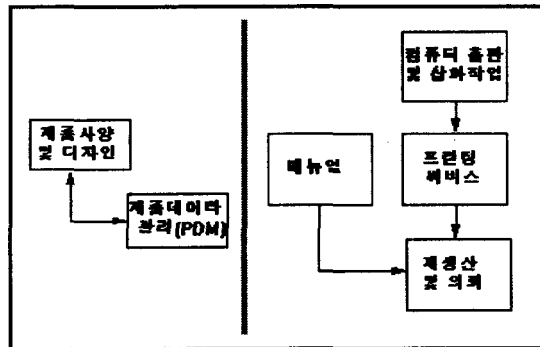 컴퓨터 출판
및 삽화작업
제품사양
및 디자인
매뉴얼
프린팅
써비스
제품데이타
관리(PDM)
재생산
및 의뢰